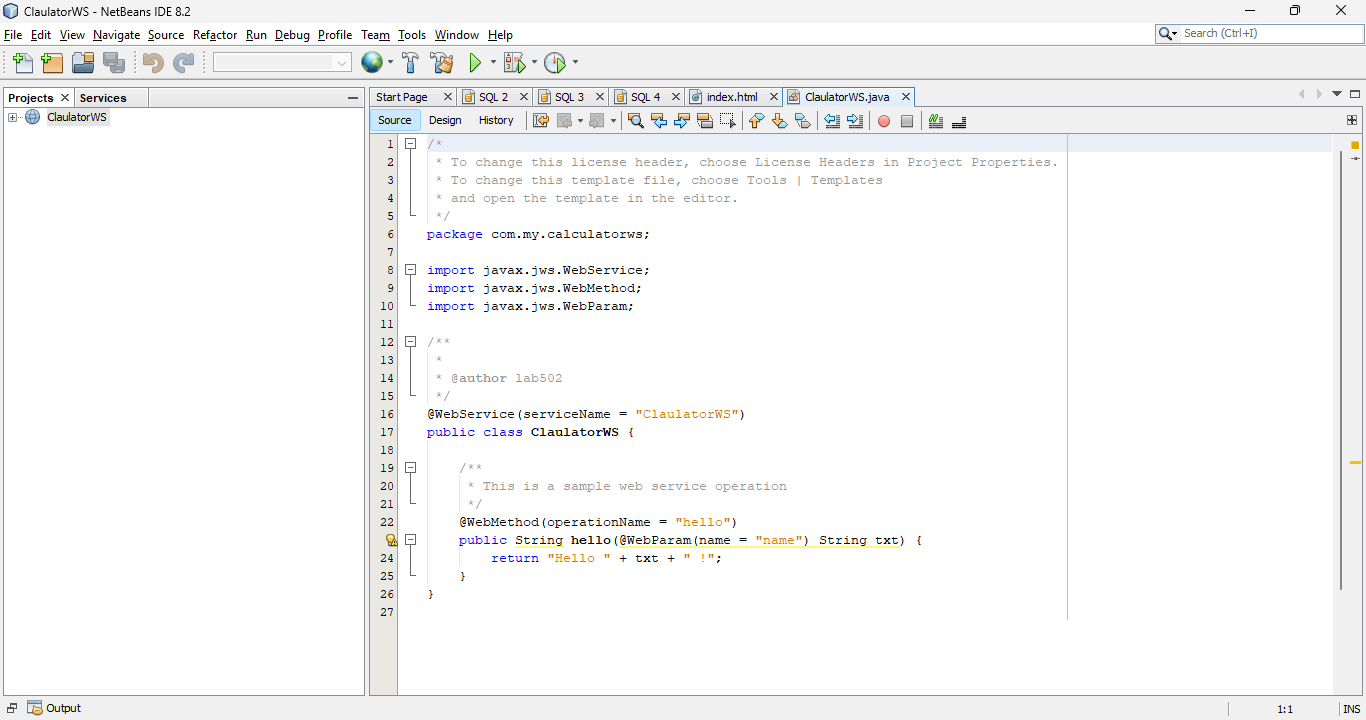 ClaulatorWS - NetBeans IDE 8.2
File Edit View Navigate Source Refactor Run Debug Profile Team Tools Window Help
Search (Ctrl+I)
Projects Services
Start Page SQL 2 SQL 3 SQL 4 index.html ClaulatorWS.java
ClaulatorWS
Source Design History
1 /*
2 * To change this license header, choose License Headers in Project Properties.
3 * To change this template file, choose Tools | Templates
4 * and open the template in the editor.
5 */
6 package com.my.calculatorws;
7
8 import javax.jws.WebService;
9 import javax.jws.WebMethod;
10 import javax.jws.WebParam;
11
12 /**
13 *
14 * @author lab502
15 */
16 @WebService(serviceName = "ClaulatorWS")
17 public class ClaulatorWS {
18
19 /**
20 * This is a sample web service operation
21 */
22 @WebMethod(operationName = "hello")
public String hello(@WebParam(name = "name") String txt) {
24 return "Hello " + txt + " !";
25 }
26 }
27
Output
1:1 INS